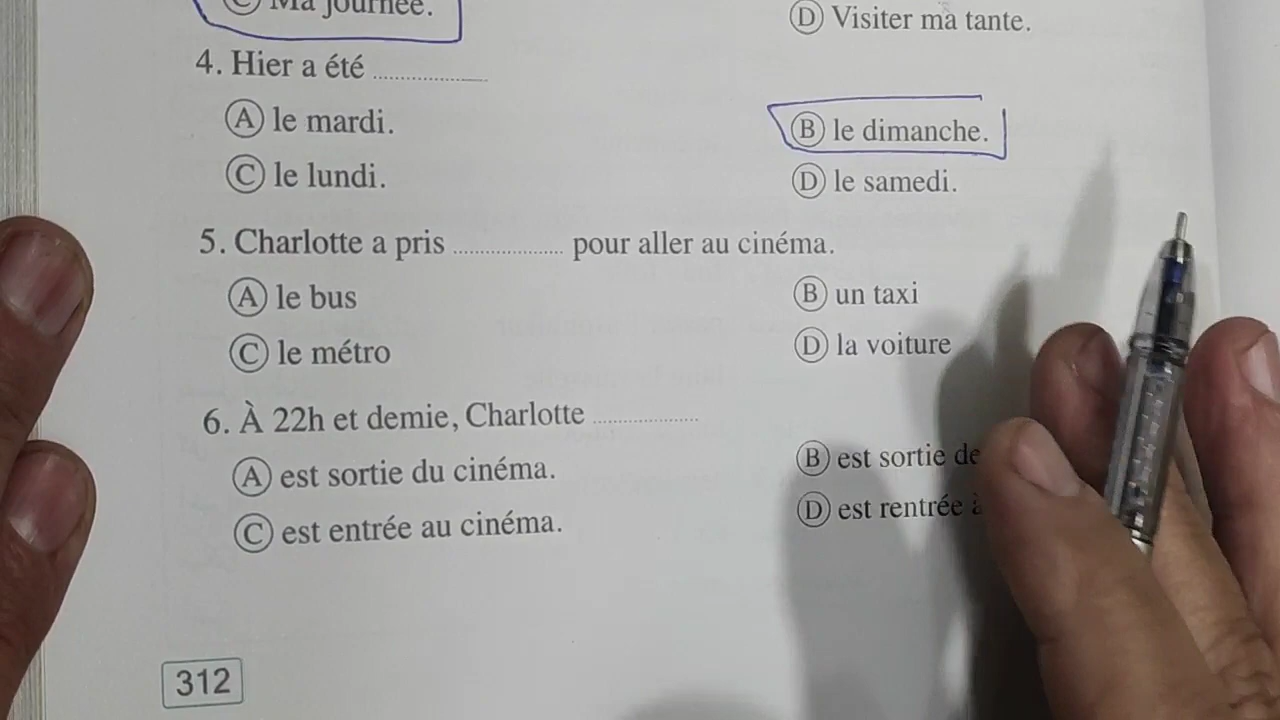 C Ma journée.
D Visiter ma tante.
4. Hier a été ....................
A le mardi.
B le dimanche.
C le lundi.
D le samedi.
5. Charlotte a pris .................... pour aller au cinéma.
A le bus
B un taxi
C le métro
D la voiture
6. À 22h et demie, Charlotte ....................
A est sortie du cinéma.
B est sortie de
C est entrée au cinéma.
D est rentrée à
312